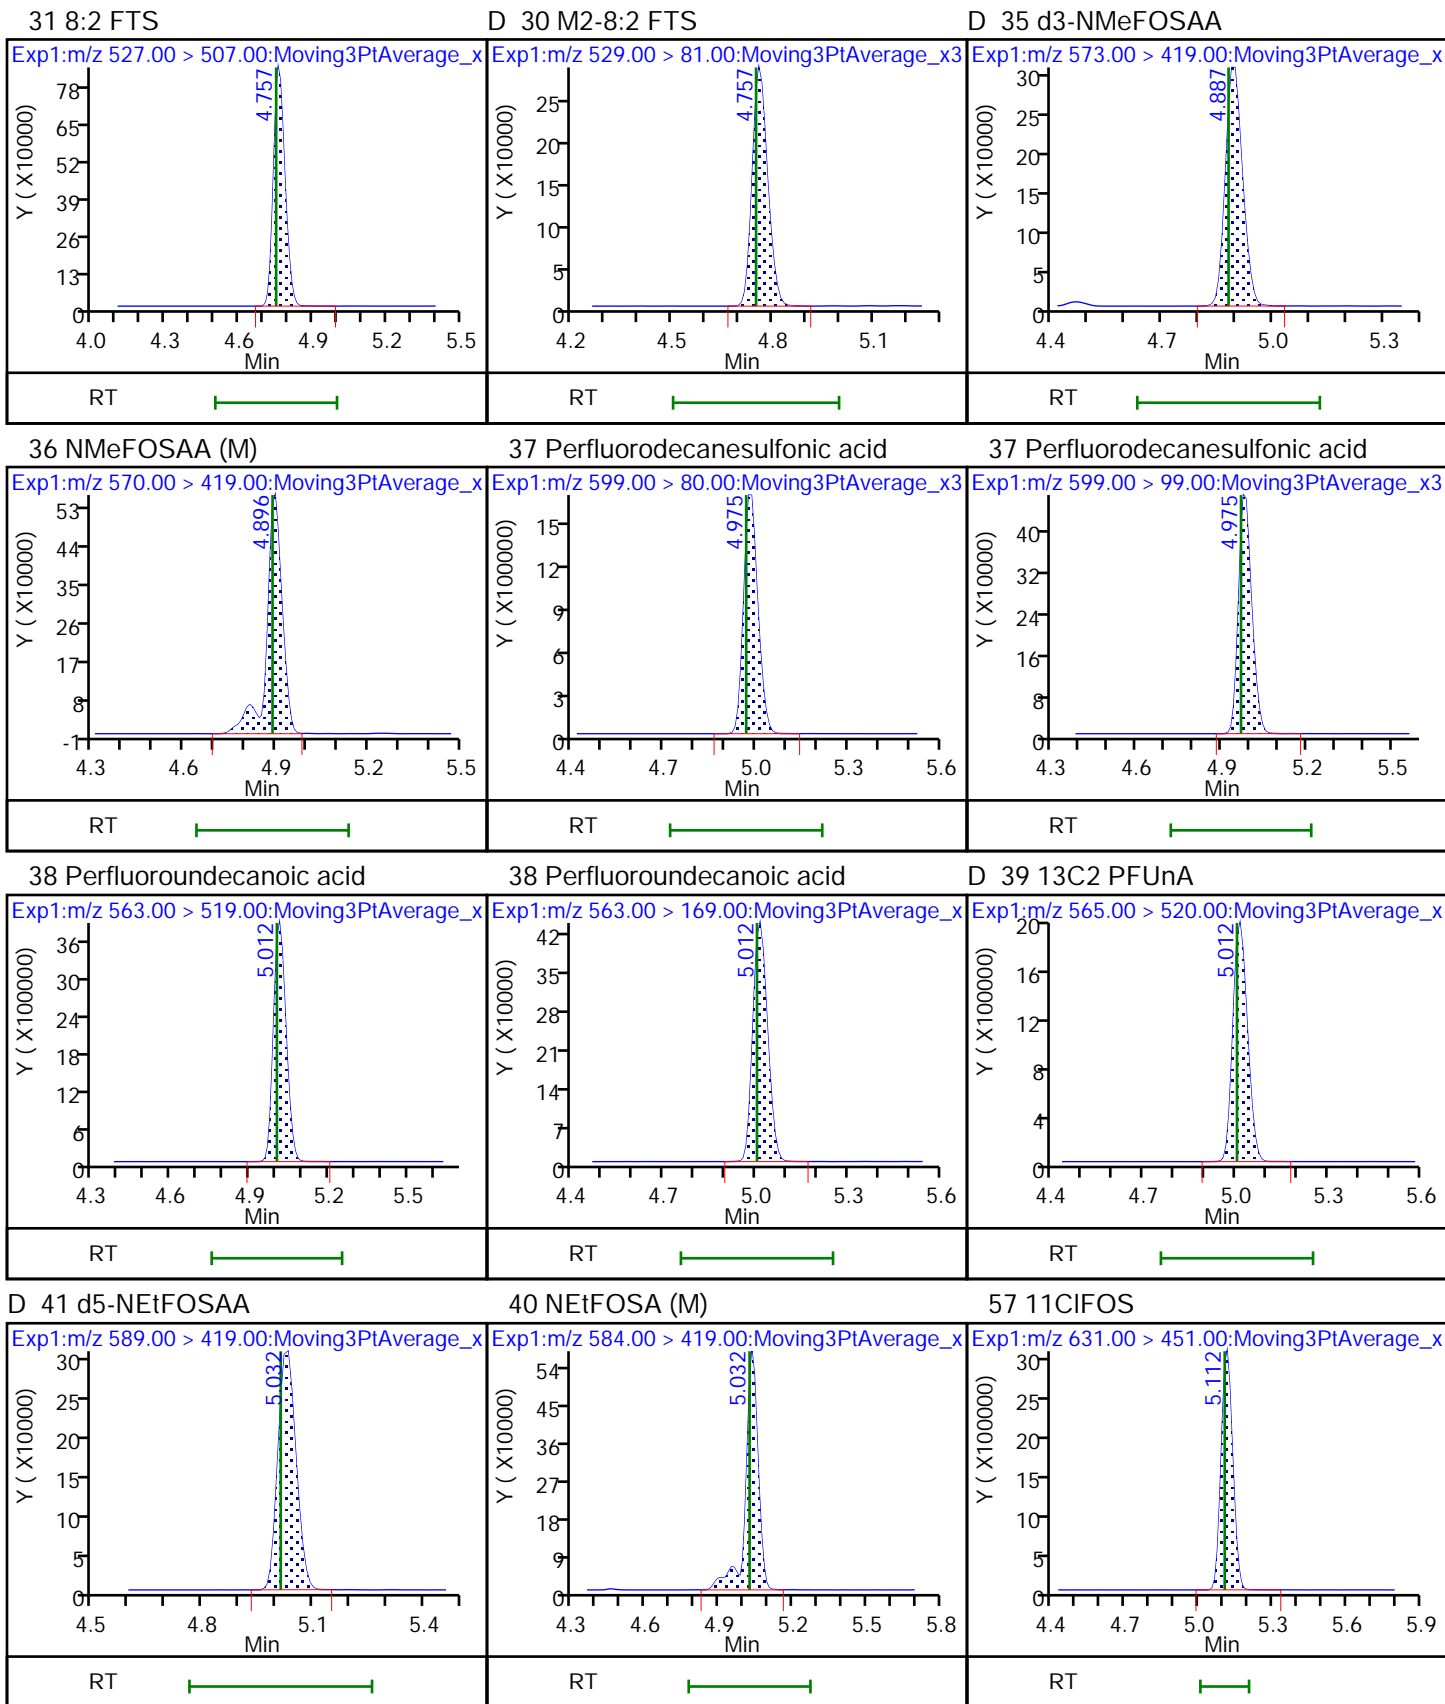 31 8:2 FTS
Exp1:m/z 527.00 > 507.00:Moving3PtAverage_x
4.757
Y ( X10000)
78
65
52
39
26
13
0
4.0 4.3 4.6 4.9 5.2 5.5
Min
RT
D 30 M2-8:2 FTS
Exp1:m/z 529.00 > 81.00:Moving3PtAverage_x3
4.757
Y ( X10000)
25
20
15
10
5
0
4.2 4.5 4.8 5.1
Min
RT
D 35 d3-NMeFOSAA
Exp1:m/z 573.00 > 419.00:Moving3PtAverage_x
4.887
Y ( X10000)
30
25
20
15
10
5
0
4.4 4.7 5.0 5.3
Min
RT
36 NMeFOSAA (M)
Exp1:m/z 570.00 > 419.00:Moving3PtAverage_x
4.896
Y ( X10000)
53
44
35
26
17
8
-1
4.3 4.6 4.9 5.2 5.5
Min
RT
37 Perfluorodecanesulfonic acid
Exp1:m/z 599.00 > 80.00:Moving3PtAverage_x3
4.975
Y ( X100000)
15
12
9
6
3
0
4.4 4.7 5.0 5.3 5.6
Min
RT
37 Perfluorodecanesulfonic acid
Exp1:m/z 599.00 > 99.00:Moving3PtAverage_x3
4.975
Y ( X10000)
40
32
24
16
8
0
4.3 4.6 4.9 5.2 5.5
Min
RT
38 Perfluoroundecanoic acid
Exp1:m/z 563.00 > 519.00:Moving3PtAverage_x
5.012
Y ( X100000)
36
30
24
18
12
6
0
4.3 4.6 4.9 5.2 5.5
Min
RT
38 Perfluoroundecanoic acid
Exp1:m/z 563.00 > 169.00:Moving3PtAverage_x
5.012
Y ( X10000)
42
35
28
21
14
7
0
4.4 4.7 5.0 5.3 5.6
Min
RT
D 39 13C2 PFUnA
Exp1:m/z 565.00 > 520.00:Moving3PtAverage_x
5.012
Y ( X100000)
20
16
12
8
4
0
4.4 4.7 5.0 5.3 5.6
Min
RT
D 41 d5-NEtFOSAA
Exp1:m/z 589.00 > 419.00:Moving3PtAverage_x
5.032
Y ( X10000)
30
25
20
15
10
5
0
4.5 4.8 5.1 5.4
Min
RT
40 NEtFOSA (M)
Exp1:m/z 584.00 > 419.00:Moving3PtAverage_x
5.032
Y ( X10000)
54
45
36
27
18
9
0
4.3 4.6 4.9 5.2 5.5 5.8
Min
RT
57 11ClFOS
Exp1:m/z 631.00 > 451.00:Moving3PtAverage_x
5.112
Y ( X100000)
30
25
20
15
10
5
0
4.4 4.7 5.0 5.3 5.6 5.9
Min
RT